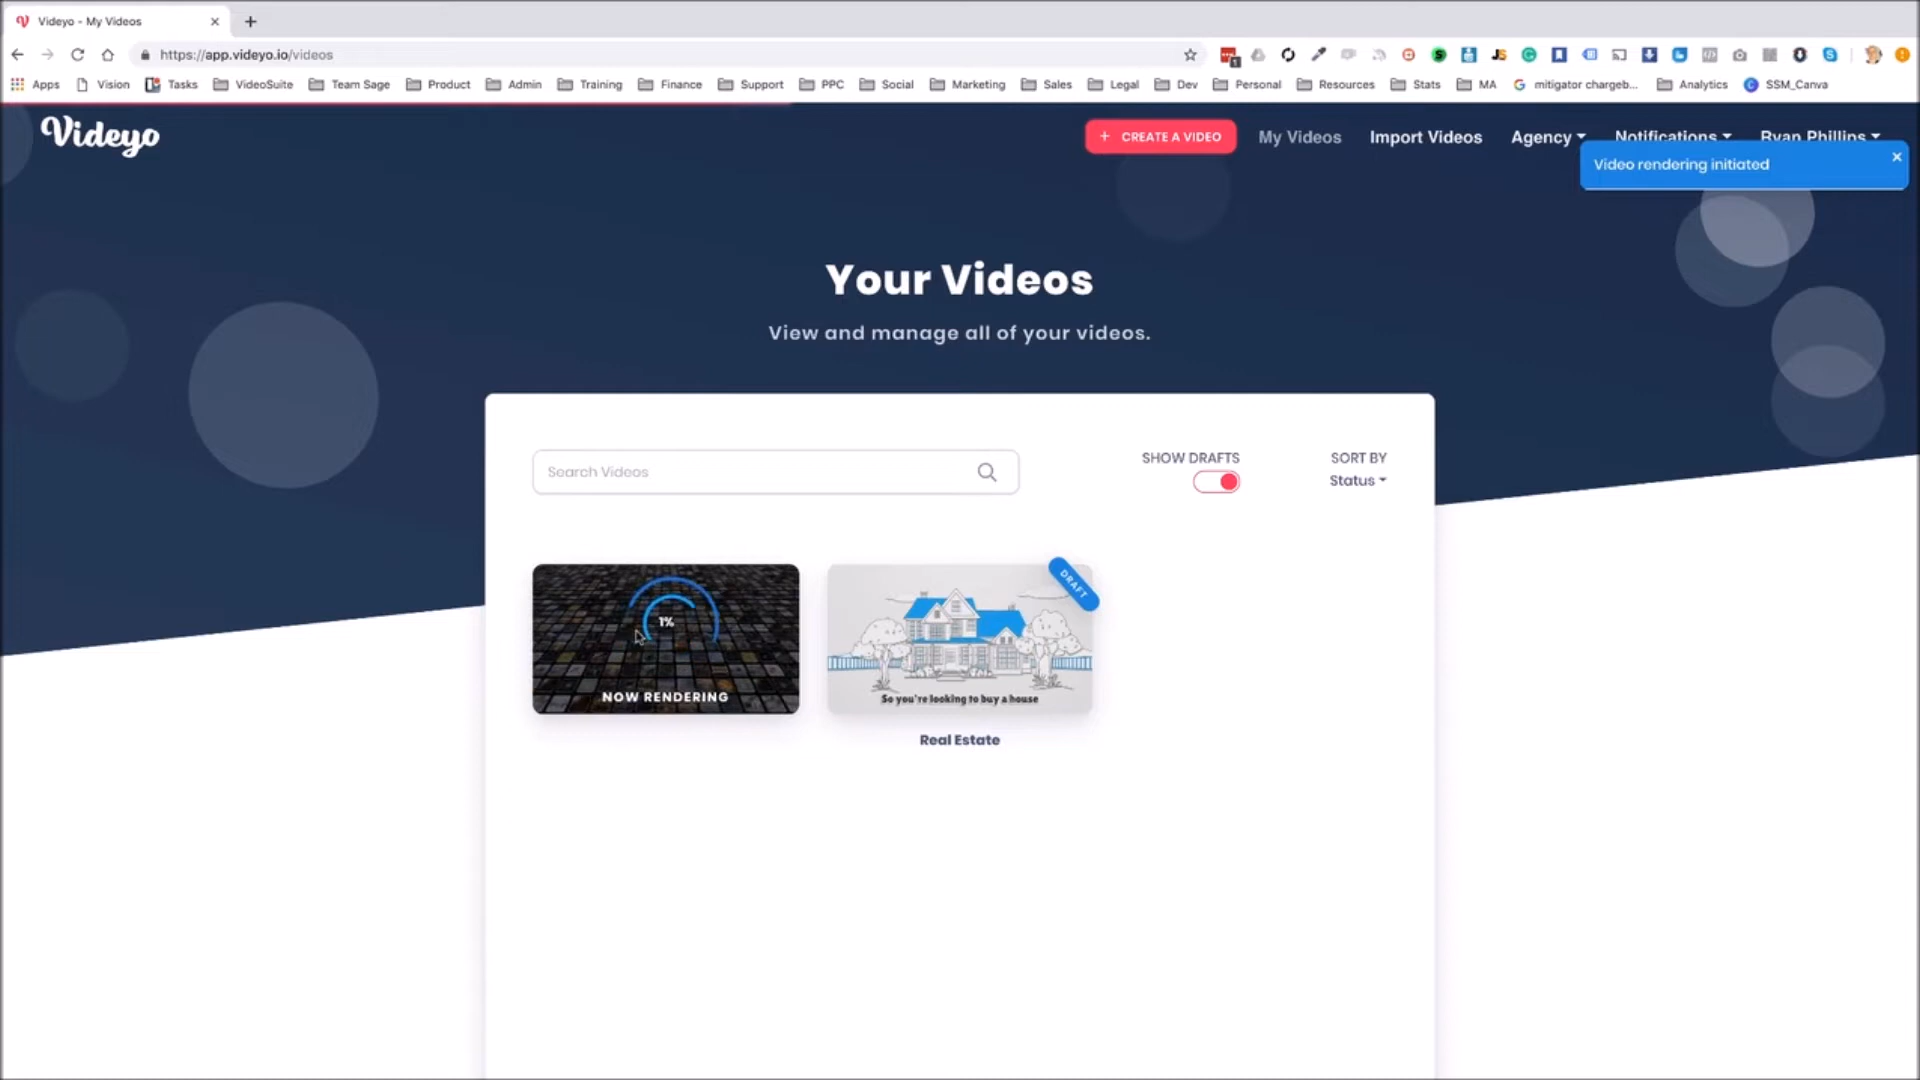 Videyo - My Videos
https://app.videyo.io/videos
Apps Vision Tasks VideoSuite Team Sage Product Admin Training Finance Support PPC Social Marketing Sales Legal Dev Personal Resources Stats MA mitigator chargeb... Analytics SSM_Canva
Videyo
+ CREATE A VIDEO My Videos Import Videos Agency Notifications Ryan Phillips
Video rendering initiated
Your Videos
View and manage all of your videos.
Search Videos
SHOW DRAFTS
SORT BY
Status
1%
NOW RENDERING
DRAFT
So you're looking to buy a house
Real Estate